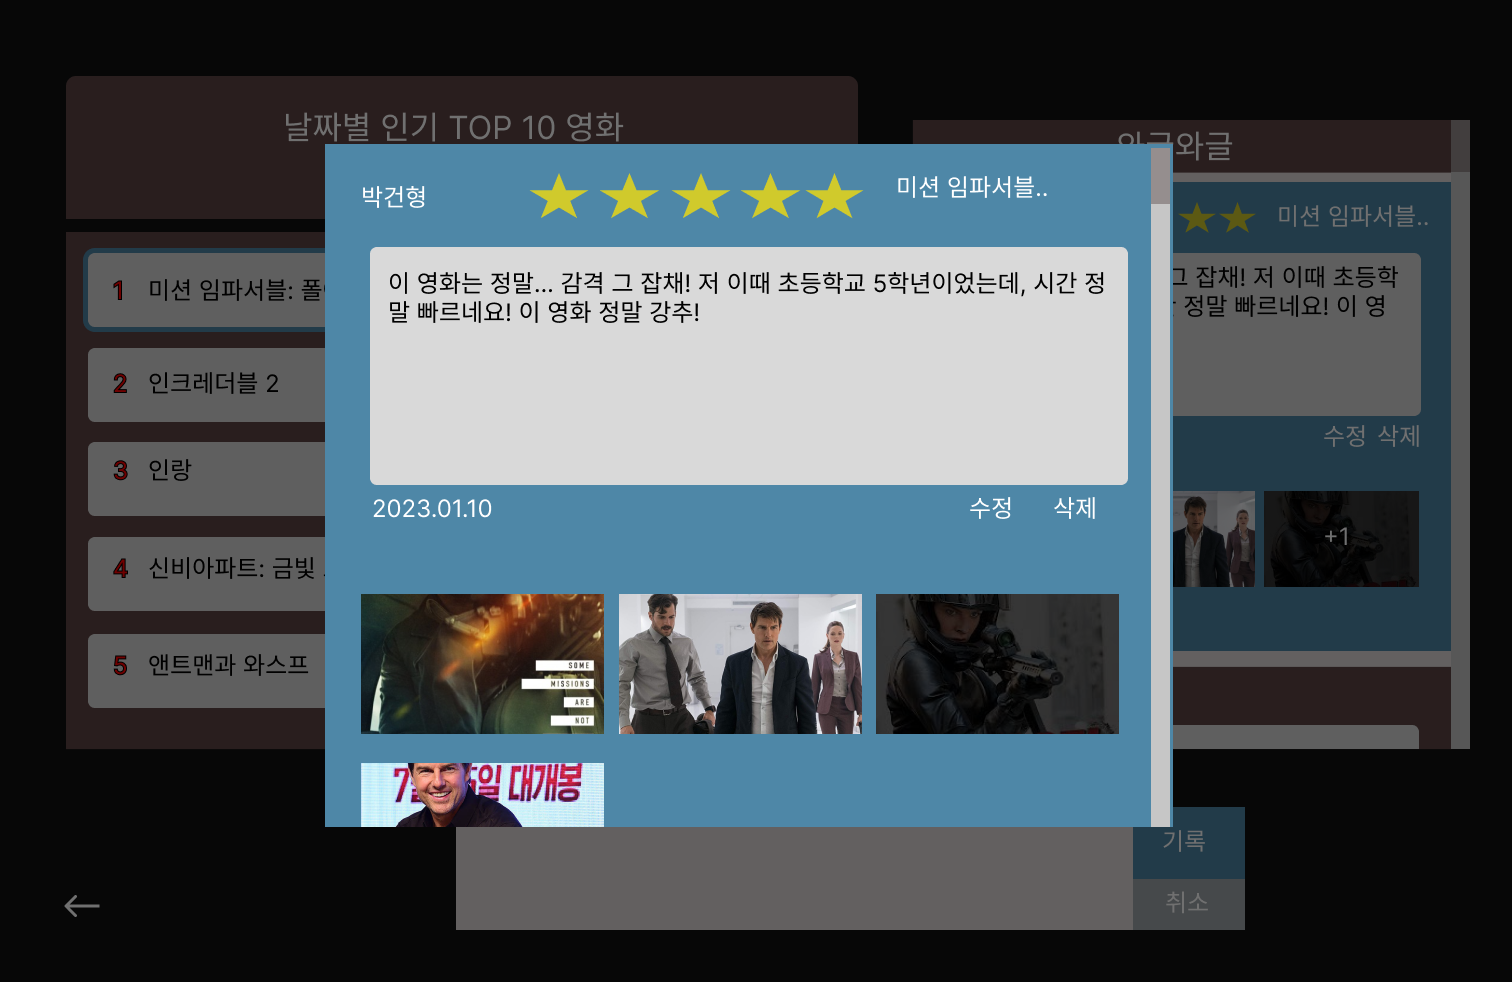 날짜별 인기 TOP 10 영화
와글와글
박건형
미션 임파서블..
이 영화는 정말... 감격 그 잡채! 저 이때 초등학교 5학년이었는데, 시간 정
말 빠르네요! 이 영화 정말 강추!
2023.01.10
수정 삭제
SOME
MISSIONS
ARE
NOT
대개봉
1 미션 임파서블: 폴
2 인크레더블 2
3 인랑
4 신비아파트: 금빛
5 앤트맨과 와스프
미션 임파서블..
그 잡채! 저 이때 초등학
정말 빠르네요! 이 영
수정 삭제
+1
기록
취소